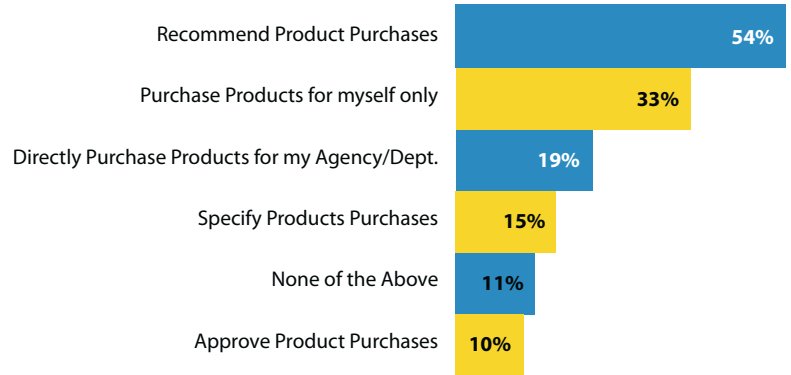 Recommend Product Purchases 54%
Purchase Products for myself only 33%
Directly Purchase Products for my Agency/Dept. 19%
Specify Products Purchases 15%
None of the Above 11%
Approve Product Purchases 10%